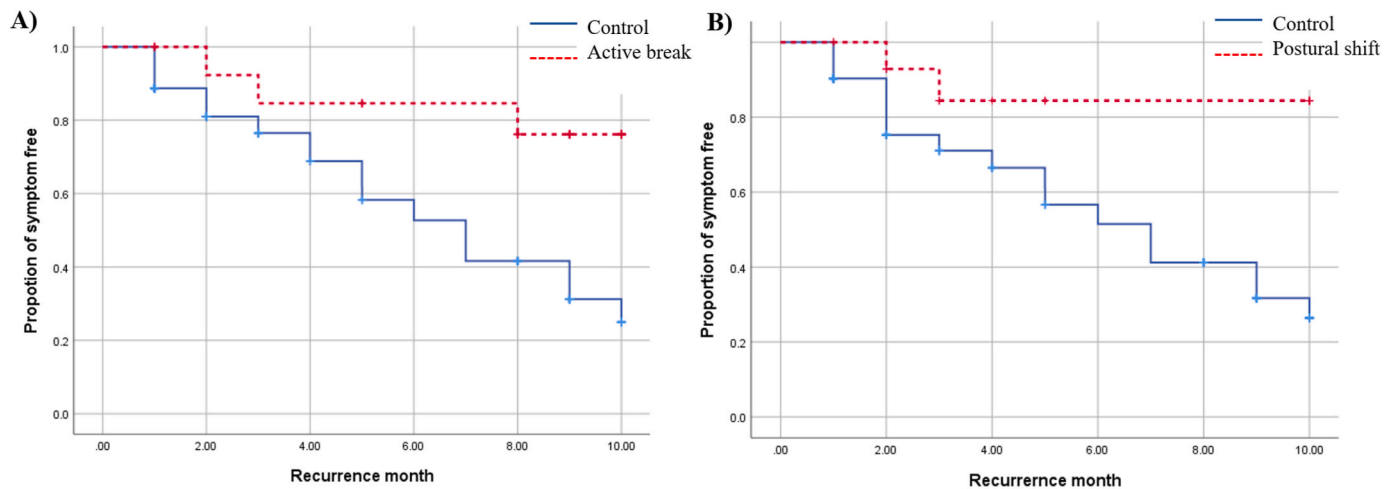 A)
Control
Active break
1.0
0.8
0.6
0.4
0.2
0.0
Propotion of symptom free
.00 2.00 4.00 6.00 8.00 10.00
Recurrence month
B)
Control
Postural shift
0.8
0.6
0.4
0.2
0.0
Proportion of symptom free
.00 2.00 4.00 6.00 8.00 10.00
Recurrernce month